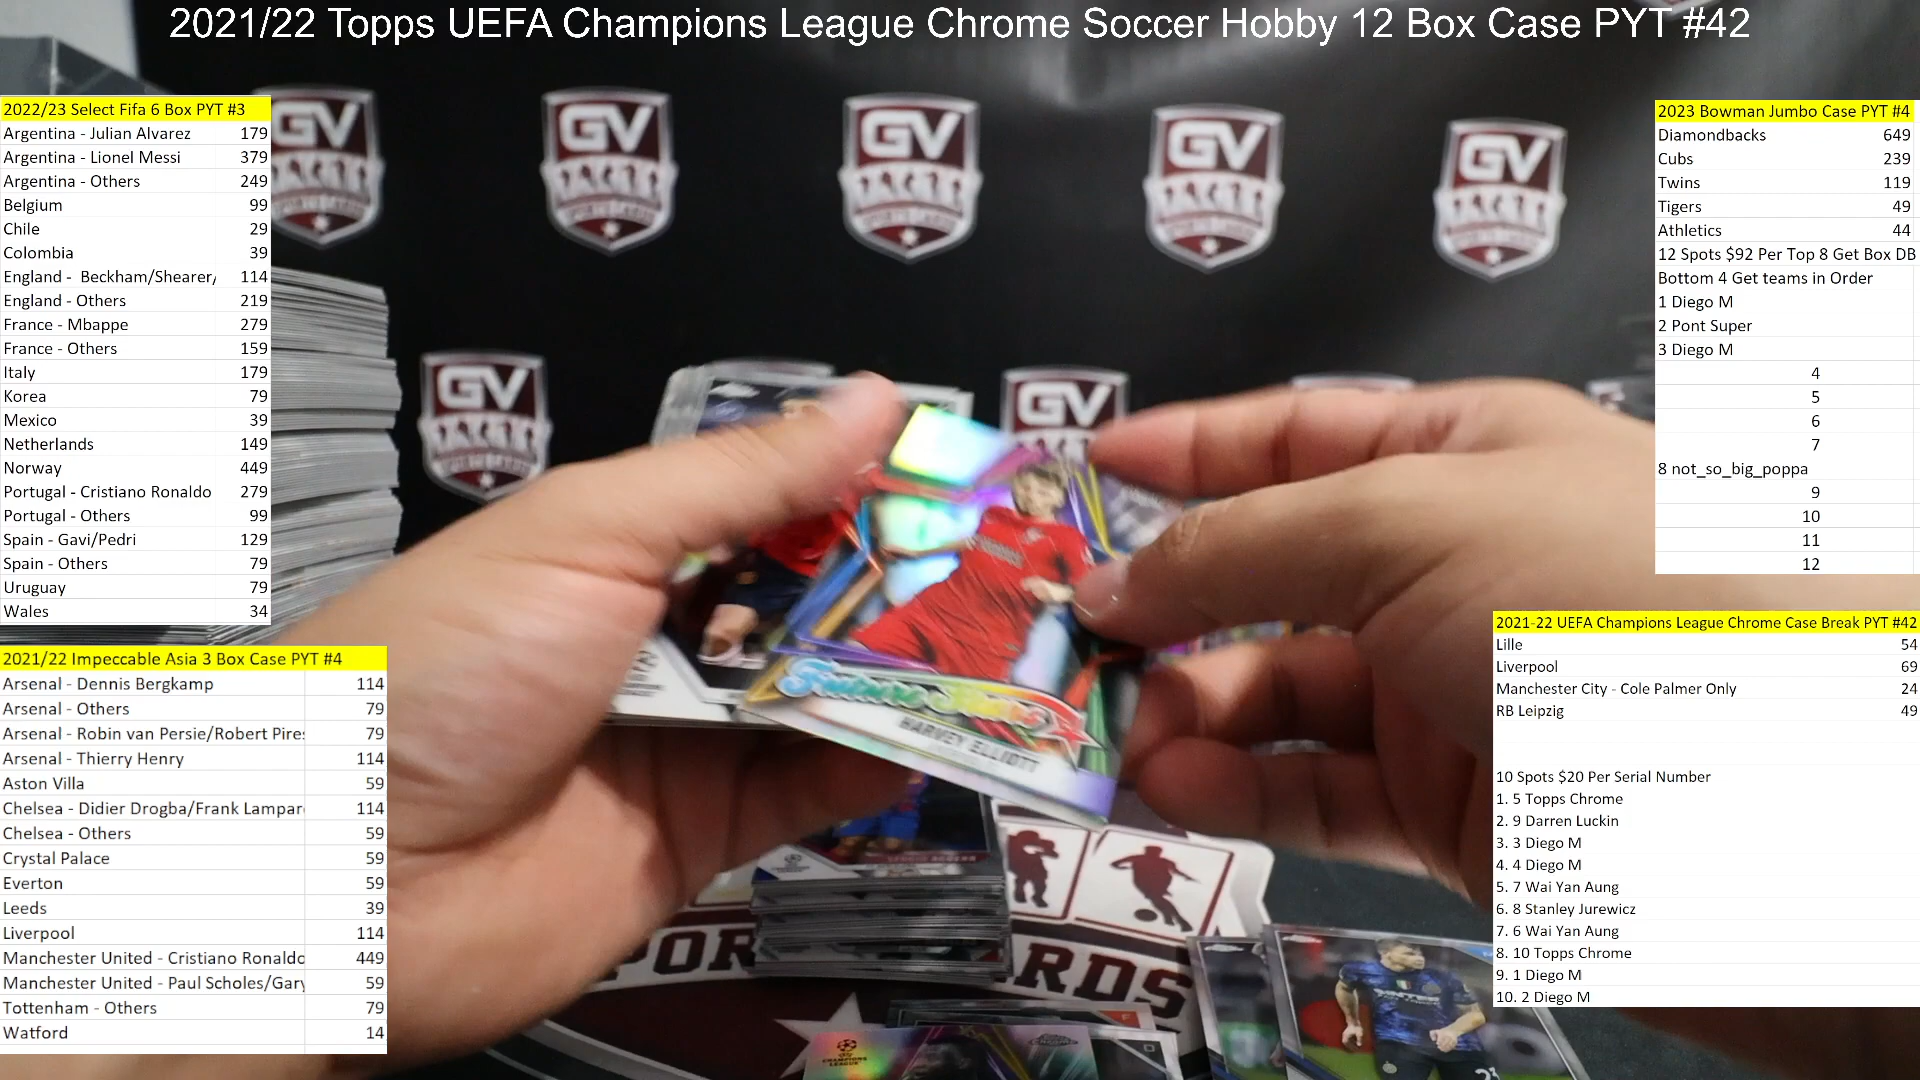 2021/22 Topps UEFA Champions League Chrome Soccer Hobby 12 Box Case PYT #42
2022/23 Select Fifa 6 Box PYT #3
Argentina - Julian Alvarez 179
Argentina - Lionel Messi 379
Argentina - Others 249
Belgium 99
Chile 29
Colombia 39
England - Beckham/Shearer/ 114
England - Others 219
France - Mbappe 279
France - Others 159
Italy 179
Korea 79
Mexico 39
Netherlands 149
Norway 449
Portugal - Cristiano Ronaldo 279
Portugal - Others 99
Spain - Gavi/Pedri 129
Spain - Others 79
Uruguay 79
Wales 34
2021/22 Impeccable Asia 3 Box Case PYT #4
Arsenal - Dennis Bergkamp 114
Arsenal - Others 79
Arsenal - Robin van Persie/Robert Pires 79
Arsenal - Thierry Henry 114
Aston Villa 59
Chelsea - Didier Drogba/Frank Lampar 114
Chelsea - Others 59
Crystal Palace 59
Everton 59
Leeds 39
Liverpool 114
Manchester United - Cristiano Ronaldo 449
Manchester United - Paul Scholes/Gary 59
Tottenham - Others 79
Watford 14
2023 Bowman Jumbo Case PYT #4
Diamondbacks 649
Cubs 239
Twins 119
Tigers 49
Athletics 44
12 Spots $92 Per Top 8 Get Box DB
Bottom 4 Get teams in Order
1 Diego M
2 Pont Super
3 Diego M
4
5
6
7
8 not_so_big_poppa
9
10
11
12
2021-22 UEFA Champions League Chrome Case Break PYT #42
Lille 54
Liverpool 69
Manchester City - Cole Palmer Only 24
RB Leipzig 49
10 Spots $20 Per Serial Number
1. 5 Topps Chrome
2. 9 Darren Luckin
3. 3 Diego M
4. 4 Diego M
5. 7 Wai Yan Aung
6. 8 Stanley Jurewicz
7. 6 Wai Yan Aung
8. 10 Topps Chrome
9. 1 Diego M
10. 2 Diego M
GV
GV
GV
GV
GV
GV
GV
Future Stars
HARVEY ELLIOTT
CHAMPIONS
LEAGUE